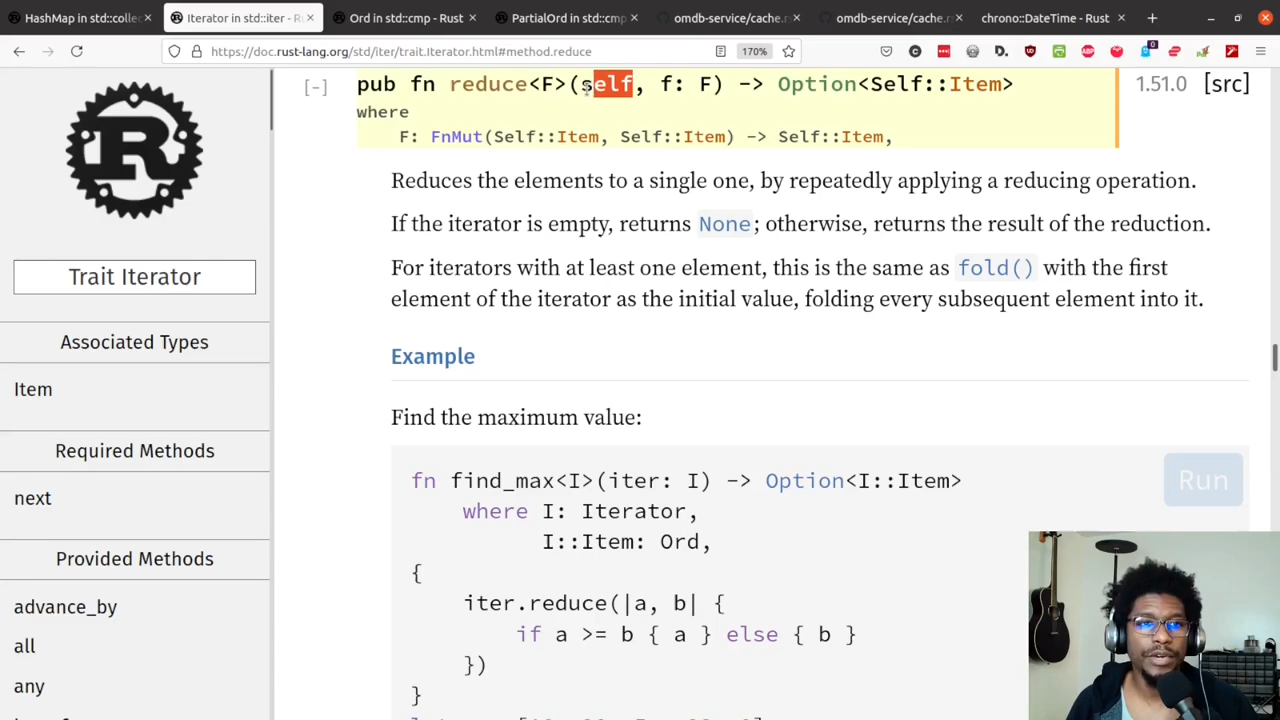 HashMap in std::collec
Iterator in std::iter - Rust
Ord in std::cmp - Rust
PartialOrd in std::cmp
omdb-service/cache.r
omdb-service/cache.r
chrono::DateTime - Rust
https://doc.rust-lang.org/std/iter/trait.Iterator.html#method.reduce
170%
[-]
pub fn reduce<F>(self, f: F) -> Option<Self::Item>
1.51.0 [src]
where
F: FnMut(Self::Item, Self::Item) -> Self::Item,
Reduces the elements to a single one, by repeatedly applying a reducing operation.
If the iterator is empty, returns None; otherwise, returns the result of the reduction.
For iterators with at least one element, this is the same as fold() with the first
element of the iterator as the initial value, folding every subsequent element into it.
Example
Find the maximum value:
fn find_max<I>(iter: I) -> Option<I::Item>
where I: Iterator,
I::Item: Ord,
{
iter.reduce(|a, b| {
if a >= b { a } else { b }
})
}
Run
Trait Iterator
Associated Types
Item
Required Methods
next
Provided Methods
advance_by
all
any